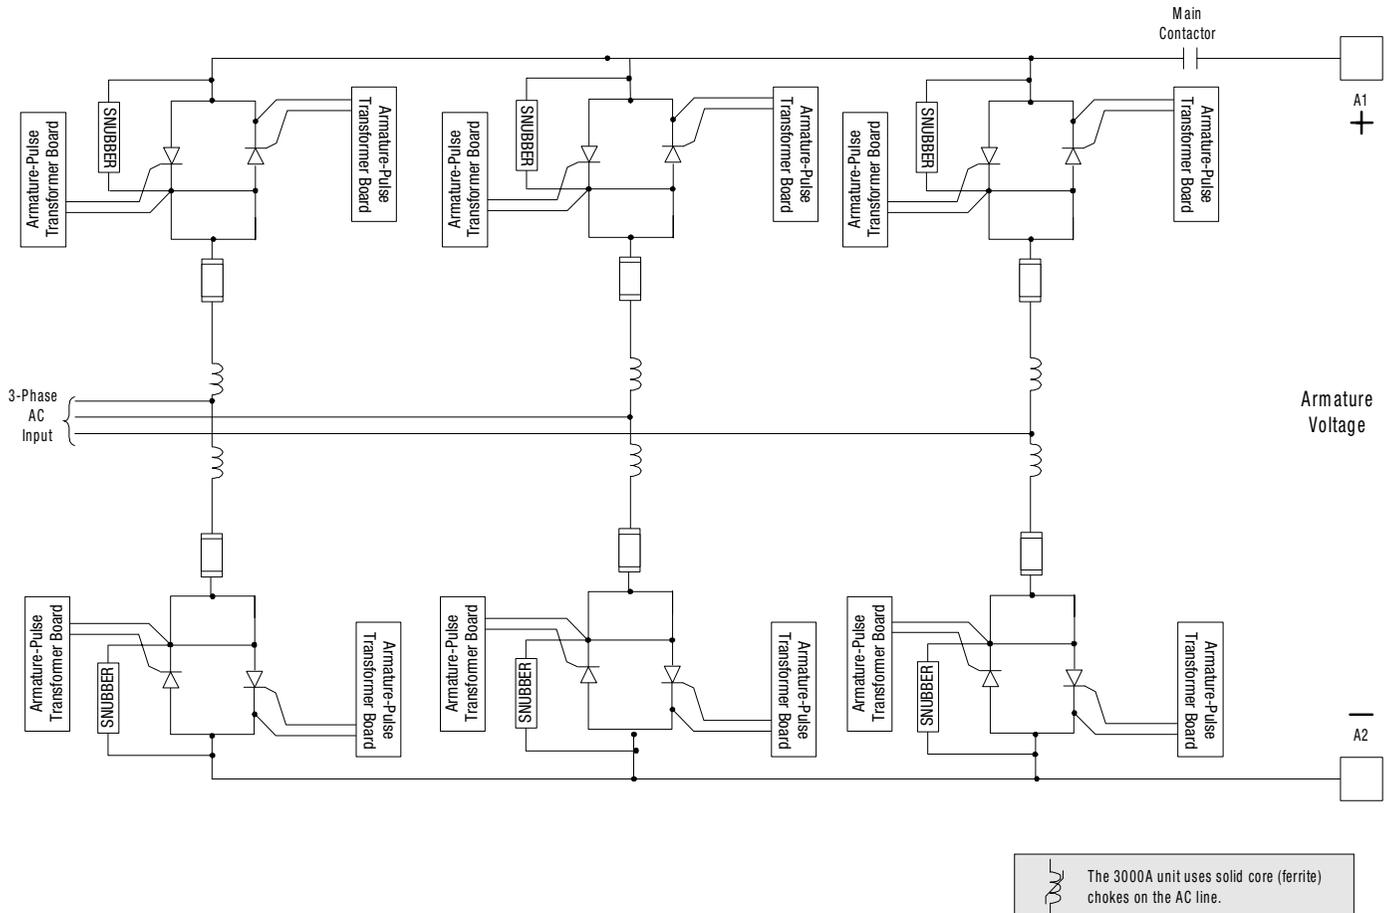 Main
Contactor
A1
+
SNUBBER
SNUBBER
SNUBBER
Armature-Pulse
Transformer Board
Armature-Pulse
Transformer Board
Armature-Pulse
Transformer Board
Armature-Pulse
Transformer Board
Armature-Pulse
Transformer Board
Armature-Pulse
Transformer Board
3-Phase
AC
Input
Armature
Voltage
Armature-Pulse
Transformer Board
Armature-Pulse
Transformer Board
Armature-Pulse
Transformer Board
Armature-Pulse
Transformer Board
Armature-Pulse
Transformer Board
Armature-Pulse
Transformer Board
SNUBBER
SNUBBER
SNUBBER
−
A2
The 3000A unit uses solid core (ferrite)
chokes on the AC line.